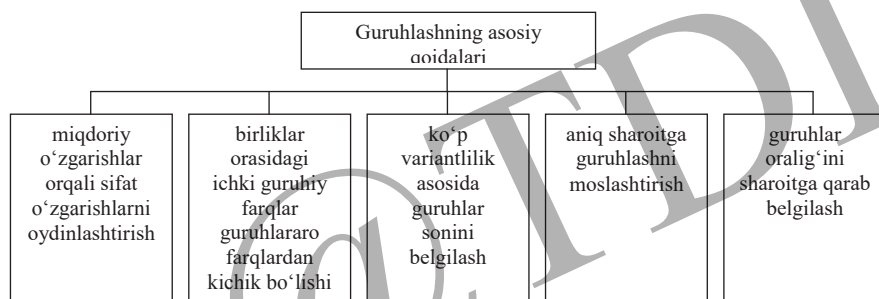 Guruhlashning asosiy
qoidalari
miqdoriy
o‘zgarishlar
orqali sifat
o‘zgarishlarni
oydinlashtirish
birliklar
orasidagi
ichki guruhiy
farqlar
guruhlararo
farqlardan
kichik bo‘lishi
ko‘p
variantlilik
asosida
guruhlar
sonini
belgilash
aniq sharoitga
guruhlashni
moslashtirish
guruhlar
oralig‘ini
sharoitga qarab
belgilash
@TDI